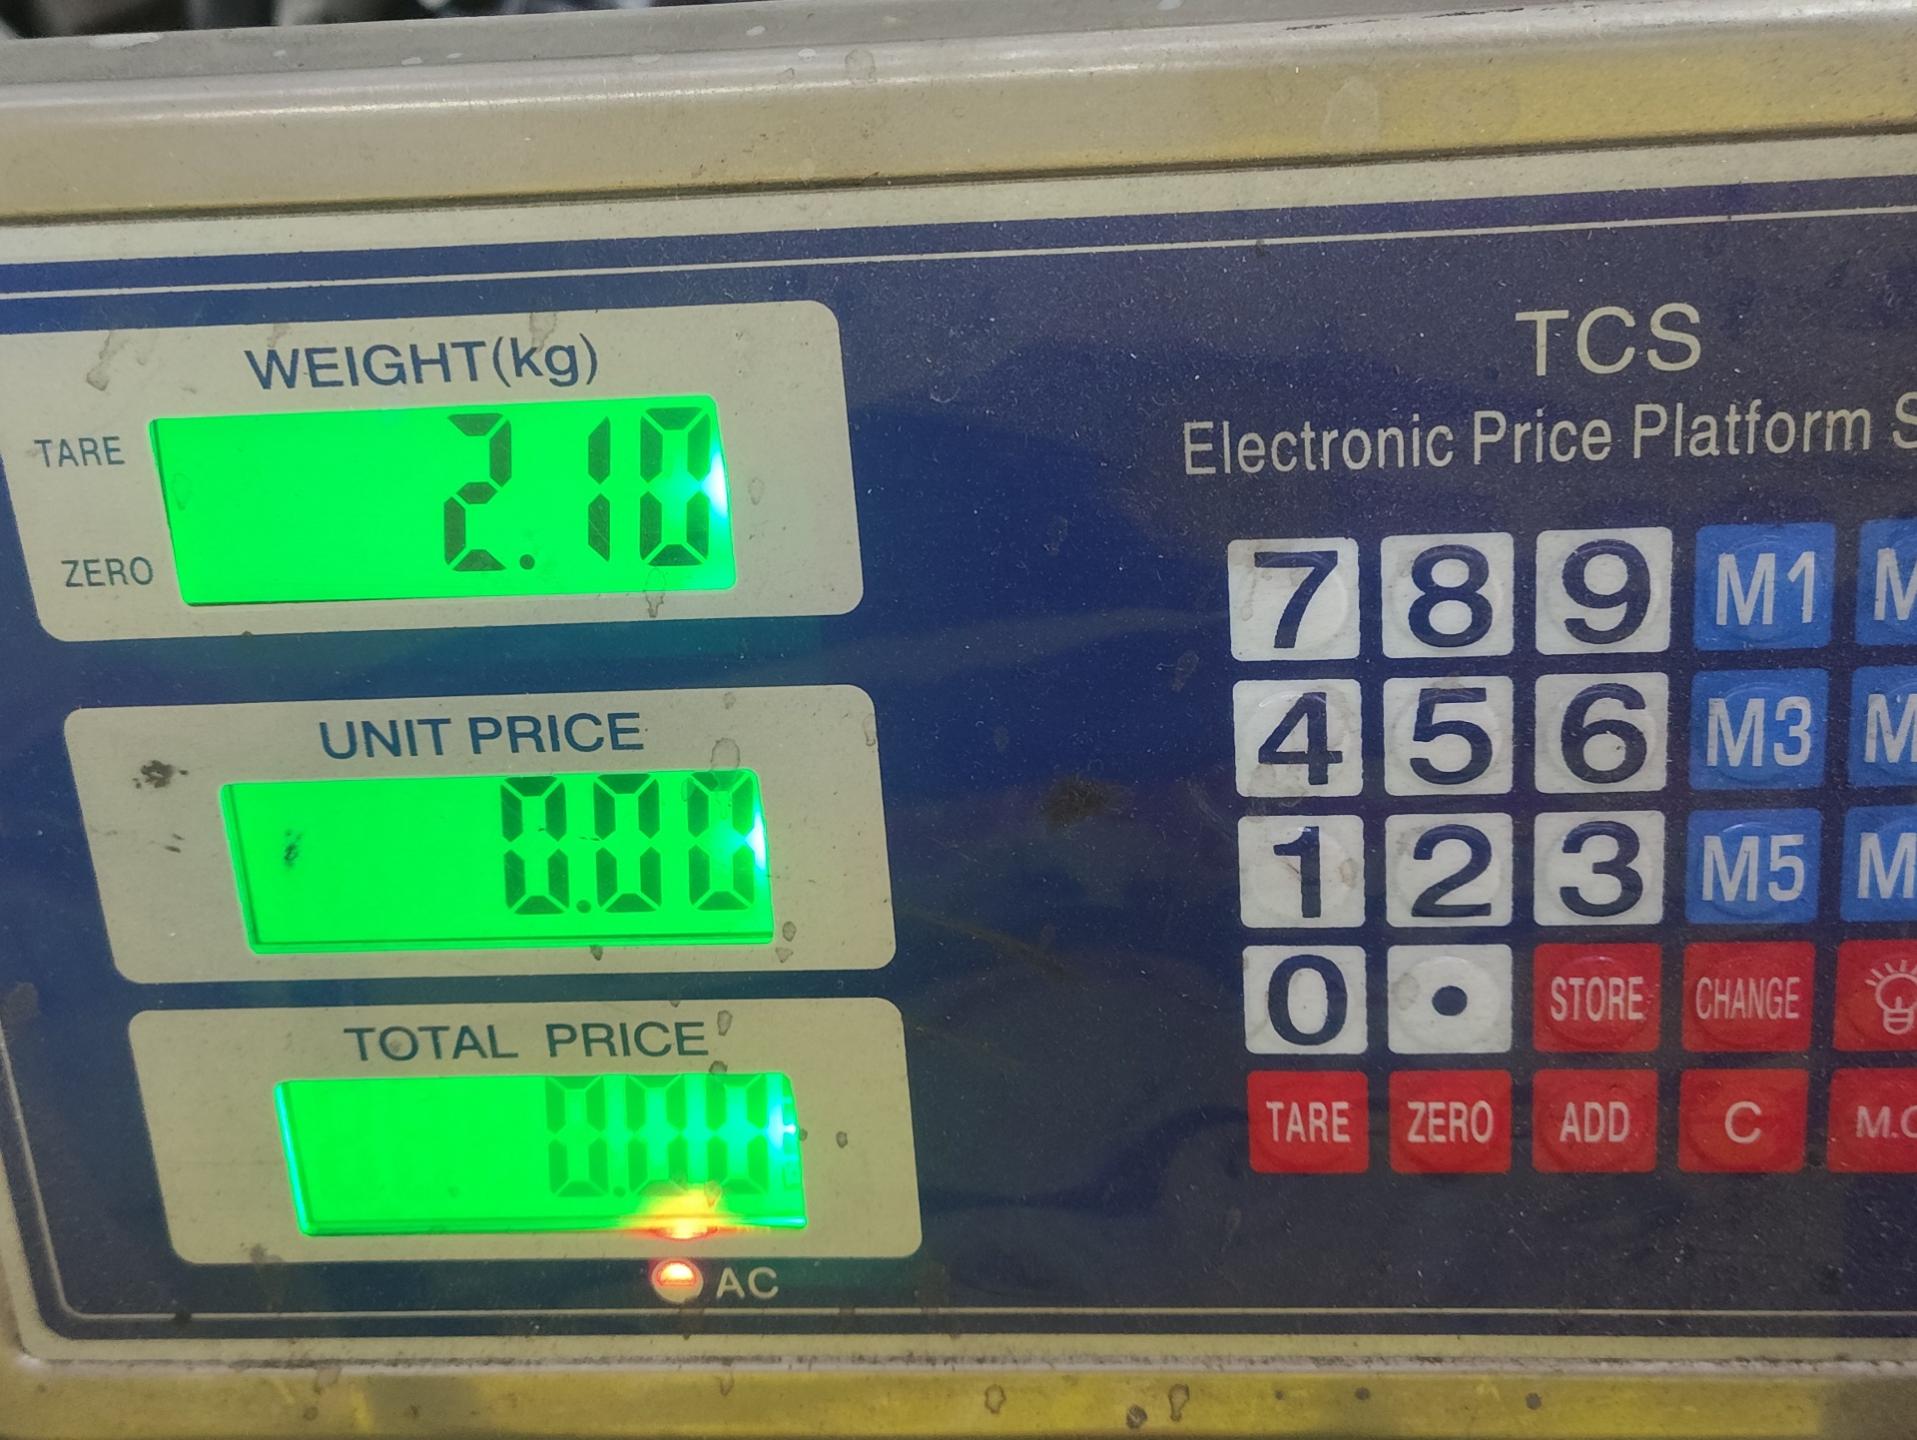 WEIGHT(kg)
TARE
2.10
ZERO
UNIT PRICE
0.00
TOTAL PRICE
0.00
AC
TCS
Electronic Price Platform S
7 8 9 M1 M
4 5 6 M3 M
1 2 3 M5 M
0 . STORE CHANGE
TARE ZERO ADD C M.C